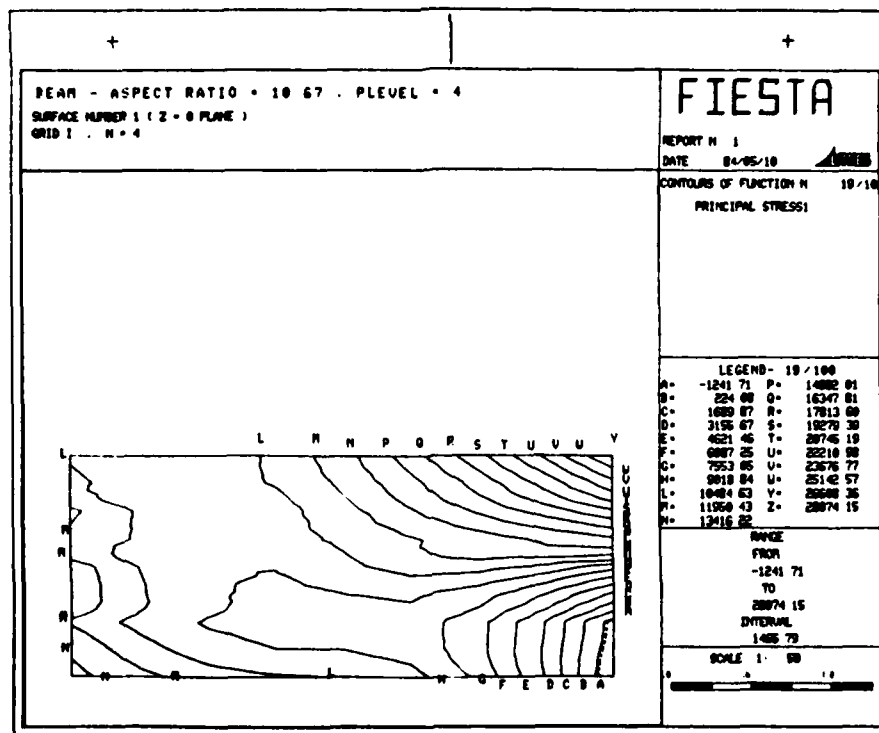 BEAM - ASPECT RATIO = 10 67 . PLEVEL = 4
SURFACE NUMBER 1 ( Z = 0 PLANE )
GRID I . N = 4
FIESTA
REPORT N 1
DATE 84/05/10
CONTOURS OF FUNCTION N 19/10
PRINCIPAL STRESS1
LEGEND- 19/100
A= -1241 71 P= 14882 01
B= 224 08 Q= 16347 81
C= 1689 87 R= 17813 60
D= 3155 67 S= 19279 39
E= 4621 46 T= 20745 19
F= 6087 25 U= 22210 98
G= 7553 05 V= 23676 77
H= 9018 84 W= 25142 57
L= 10484 63 Y= 26608 36
M= 11950 43 Z= 28074 15
N= 13416 22
RANGE
FROM
-1241 71
TO
28074 15
INTERVAL
1465 79
SCALE 1: 50
L L M N P Q R S T U V W Y
G F E D C B A